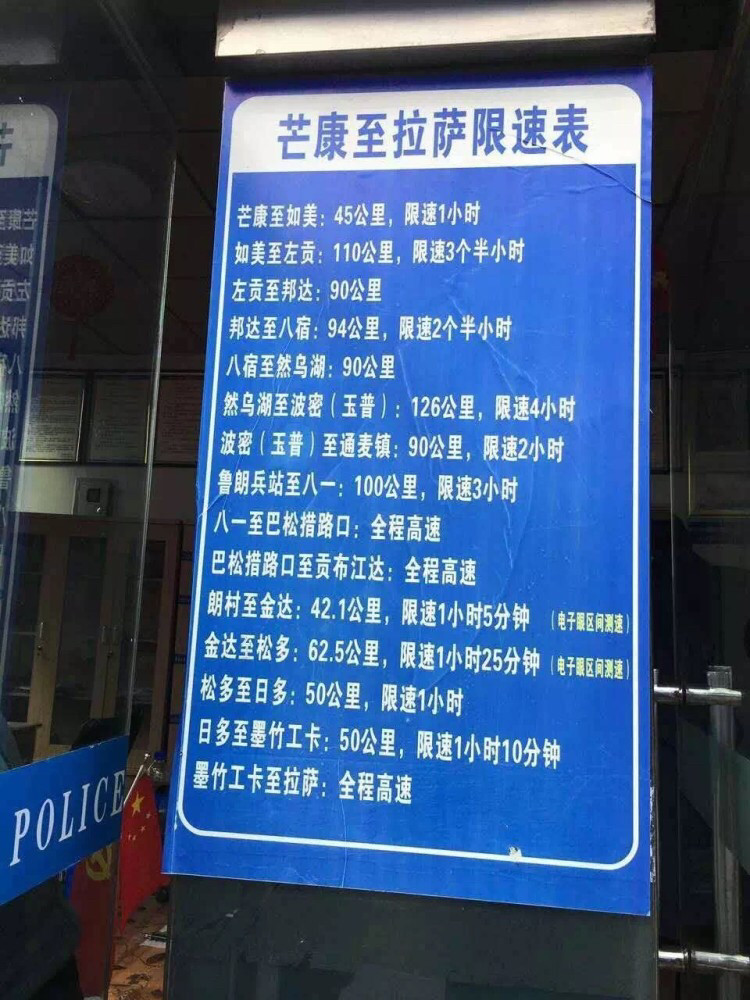 芒康至拉萨限速表
芒康至如美：45公里，限速1小时
如美至左贡：110公里，限速3个半小时
左贡至邦达：90公里
邦达至八宿：94公里，限速2个半小时
八宿至然乌湖：90公里
然乌湖至波密（玉普）：126公里，限速4小时
波密（玉普）至通麦镇：90公里，限速2小时
鲁朗兵站至八一：100公里，限速3小时
八一至巴松措路口：全程高速
巴松措路口至贡布江达：全程高速
朗村至金达：42.1公里，限速1小时5分钟（电子眼区间测速）
金达至松多：62.5公里，限速1小时25分钟（电子眼区间测速）
松多至日多：50公里，限速1小时
日多至墨竹工卡：50公里，限速1小时10分钟
墨竹工卡至拉萨：全程高速
POLICE